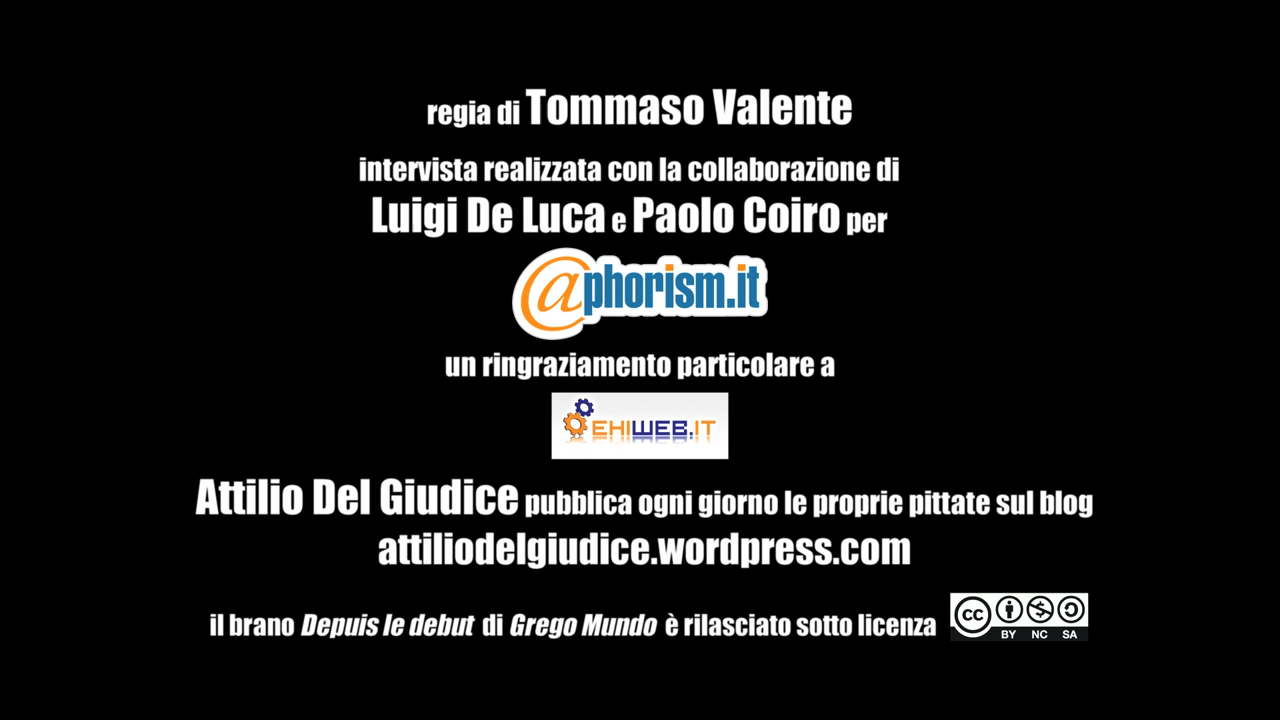 regia di Tommaso Valente
intervista realizzata con la collaborazione di
Luigi De Luca e Paolo Coiro per
@phorism.it
un ringraziamento particolare a
EHIWEB.IT
Attilio Del Giudice pubblica ogni giorno le proprie pittate sul blog
attiliodelgiudice.wordpress.com
il brano Depuis le debut di Grego Mundo è rilasciato sotto licenza
cc BY NC SA